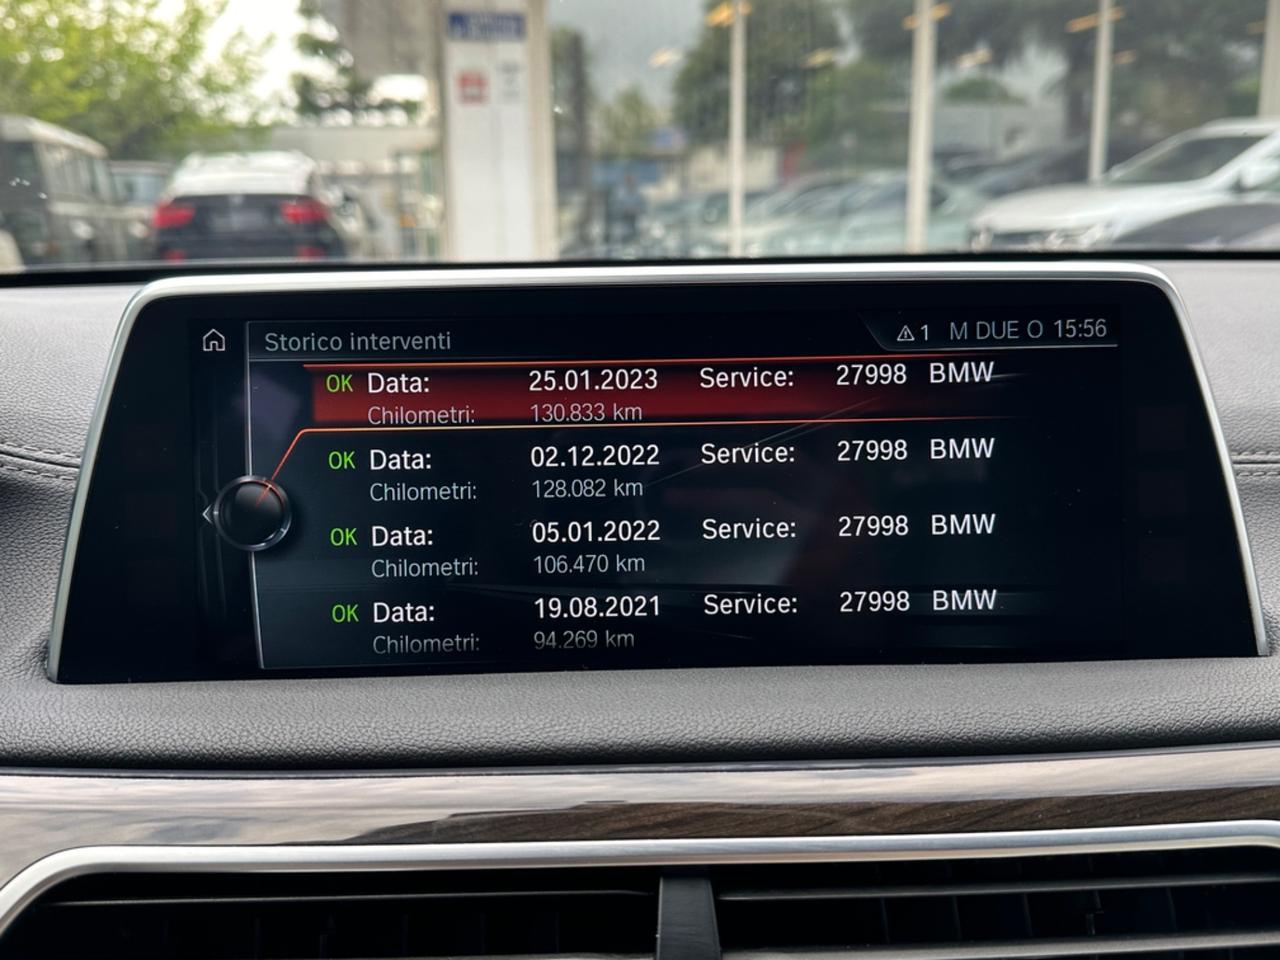 Storico interventi
1 M DUE O 15:56
OK Data: 25.01.2023 Service: 27998 BMW
Chilometri: 130.833 km
OK Data: 02.12.2022 Service: 27998 BMW
Chilometri: 128.082 km
OK Data: 05.01.2022 Service: 27998 BMW
Chilometri: 106.470 km
OK Data: 19.08.2021 Service: 27998 BMW
Chilometri: 94.269 km